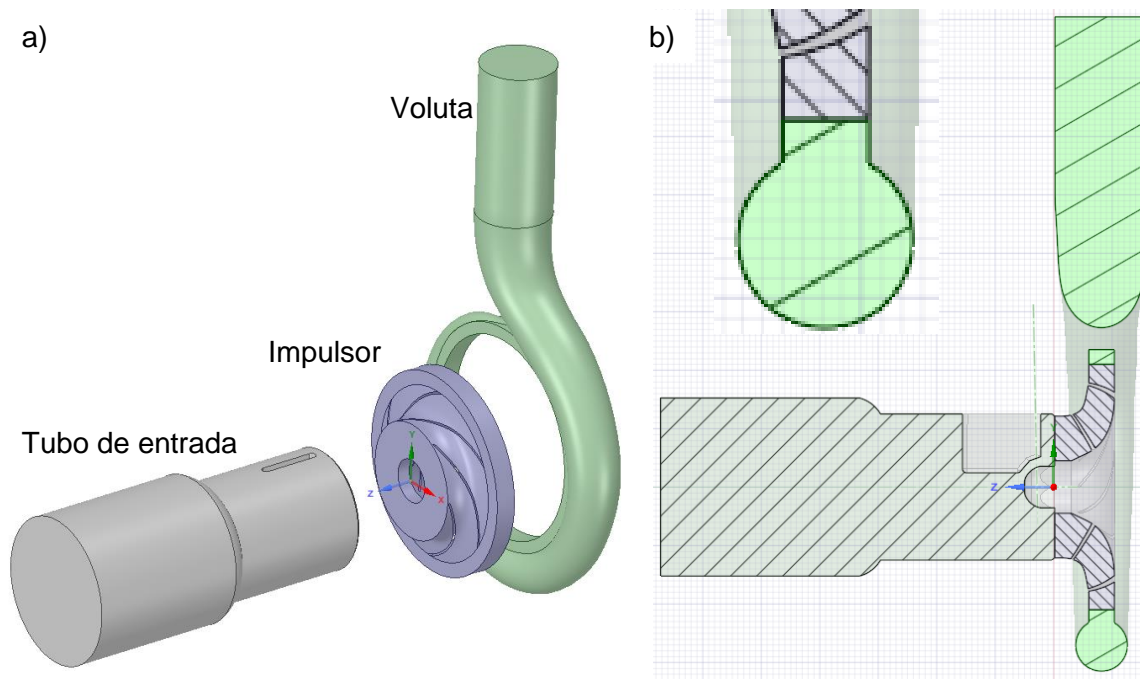 a)
b)
Voluta
Impulsor
Tubo de entrada
Y
Z
X
Y
Z